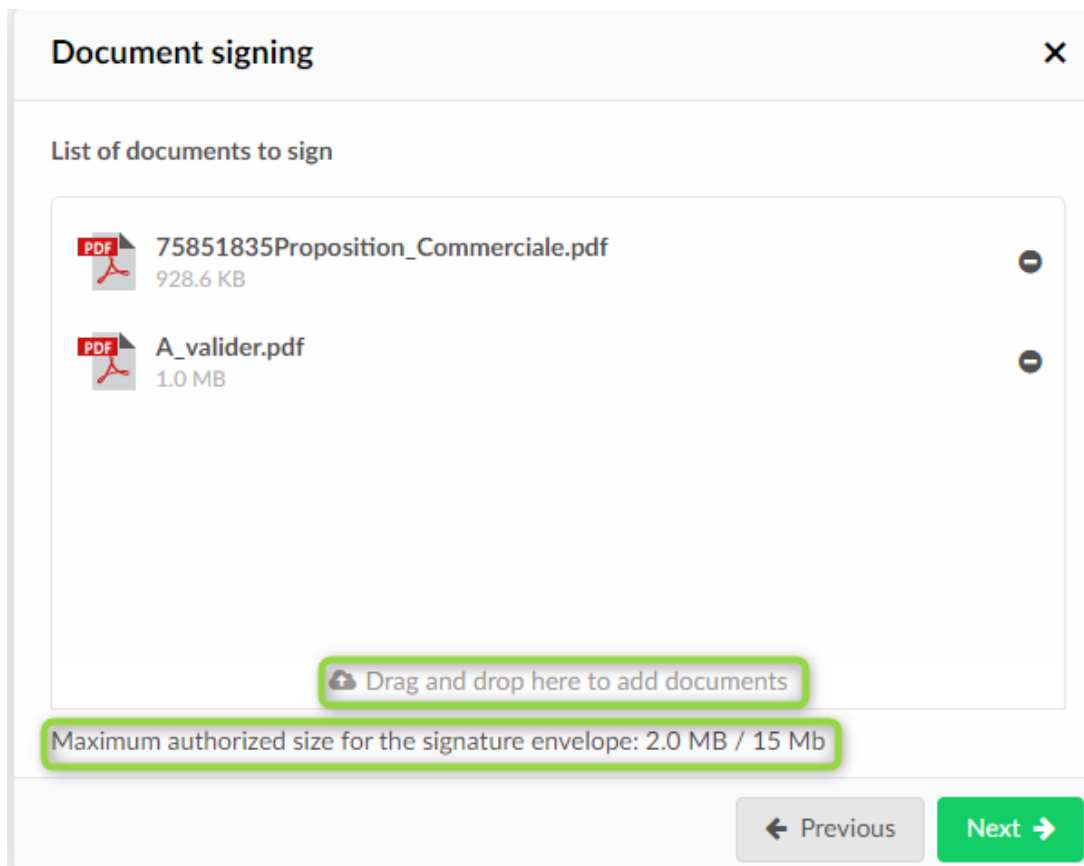 Document signing
List of documents to sign
PDF
75851835Proposition_Commerciale.pdf
928.6 KB
PDF
A_valider.pdf
1.0 MB
Drag and drop here to add documents
Maximum authorized size for the signature envelope: 2.0 MB / 15 Mb
Previous
Next